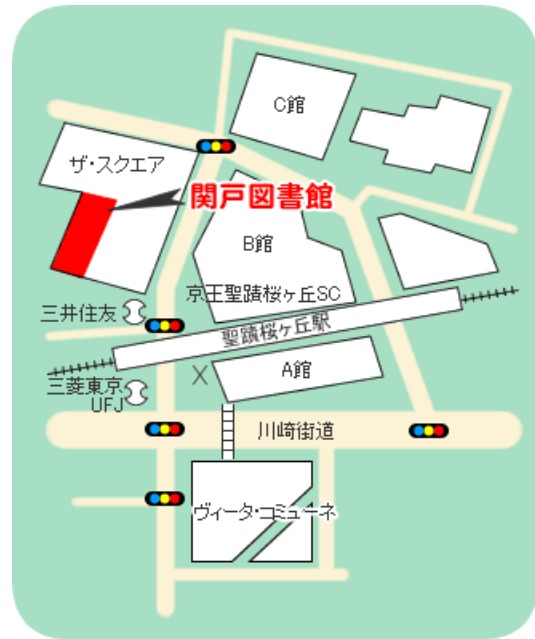 C館
ザ・スクエア
関戸図書館
B館
京王聖蹟桜ヶ丘SC
三井住友
聖蹟桜ヶ丘駅
A館
三菱東京
UFJ
川崎街道
ヴィータ・コミューネ